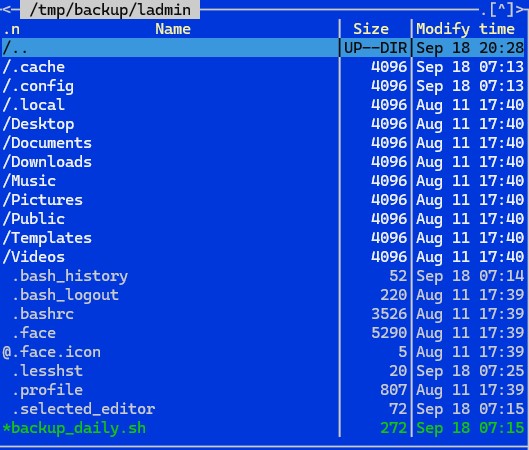 <─ /tmp/backup/ladmin ─.[^]>
.n Name Size Modify time
/.. UP--DIR Sep 18 20:28
/.cache 4096 Sep 18 07:13
/.config 4096 Sep 18 07:13
/.local 4096 Aug 11 17:40
/Desktop 4096 Aug 11 17:40
/Documents 4096 Aug 11 17:40
/Downloads 4096 Aug 11 17:40
/Music 4096 Aug 11 17:40
/Pictures 4096 Aug 11 17:40
/Public 4096 Aug 11 17:40
/Templates 4096 Aug 11 17:40
/Videos 4096 Aug 11 17:40
.bash_history 52 Sep 18 07:14
.bash_logout 220 Aug 11 17:39
.bashrc 3526 Aug 11 17:39
.face 5290 Aug 11 17:39
@.face.icon 5 Aug 11 17:39
.lesshst 20 Sep 18 07:25
.profile 807 Aug 11 17:39
.selected_editor 72 Sep 18 07:15
*backup_daily.sh 272 Sep 18 07:15